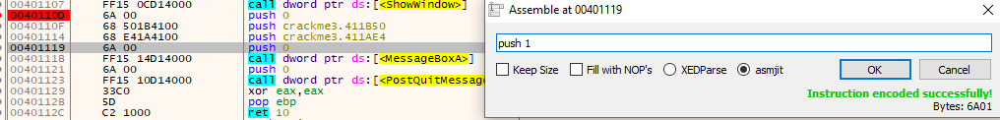 00401107 FF15 0CD14000 call dword ptr ds:[<ShowWindow>]
0040110D 6A 00 push 0
0040110F 68 501B4100 push crackme3.411B50
00401114 68 E41A4100 push crackme3.411AE4
00401119 6A 00 push 0
0040111B FF15 14D14000 call dword ptr ds:[<MessageBoxA>]
00401121 6A 00 push 0
00401123 FF15 10D14000 call dword ptr ds:[<PostQuitMessag
00401129 33C0 xor eax,eax
0040112B 5D pop ebp
0040112C C2 1000 ret 10
Assemble at 00401119
push 1
Keep Size Fill with NOP's XEDParse asmjit OK Cancel
Instruction encoded successfully!
Bytes: 6A01